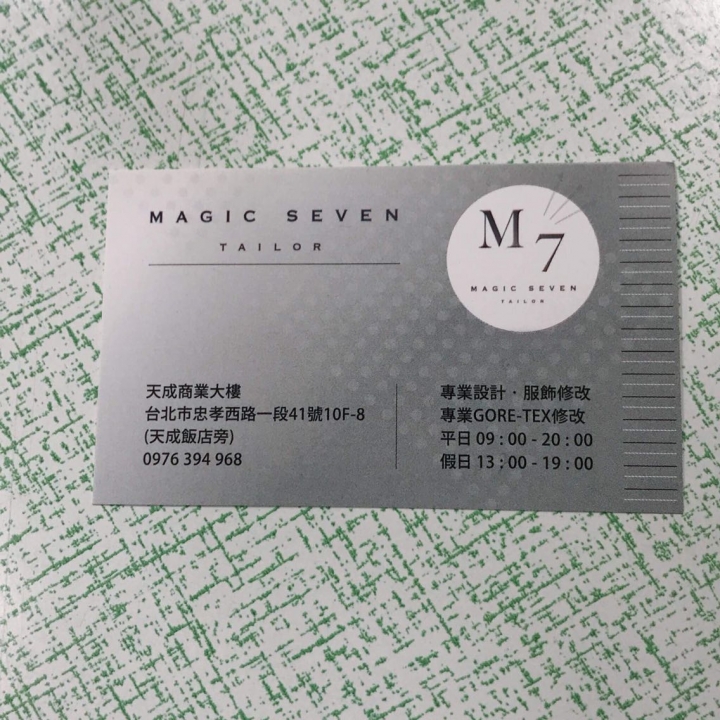 MAGIC SEVEN
TAILOR
M7
MAGIC SEVEN
TAILOR
天成商業大樓
台北市忠孝西路一段41號10F-8
(天成飯店旁)
0976 394 968
專業設計·服飾修改
專業GORE-TEX修改
平日 09 : 00 - 20 : 00
假日 13 : 00 - 19 : 00